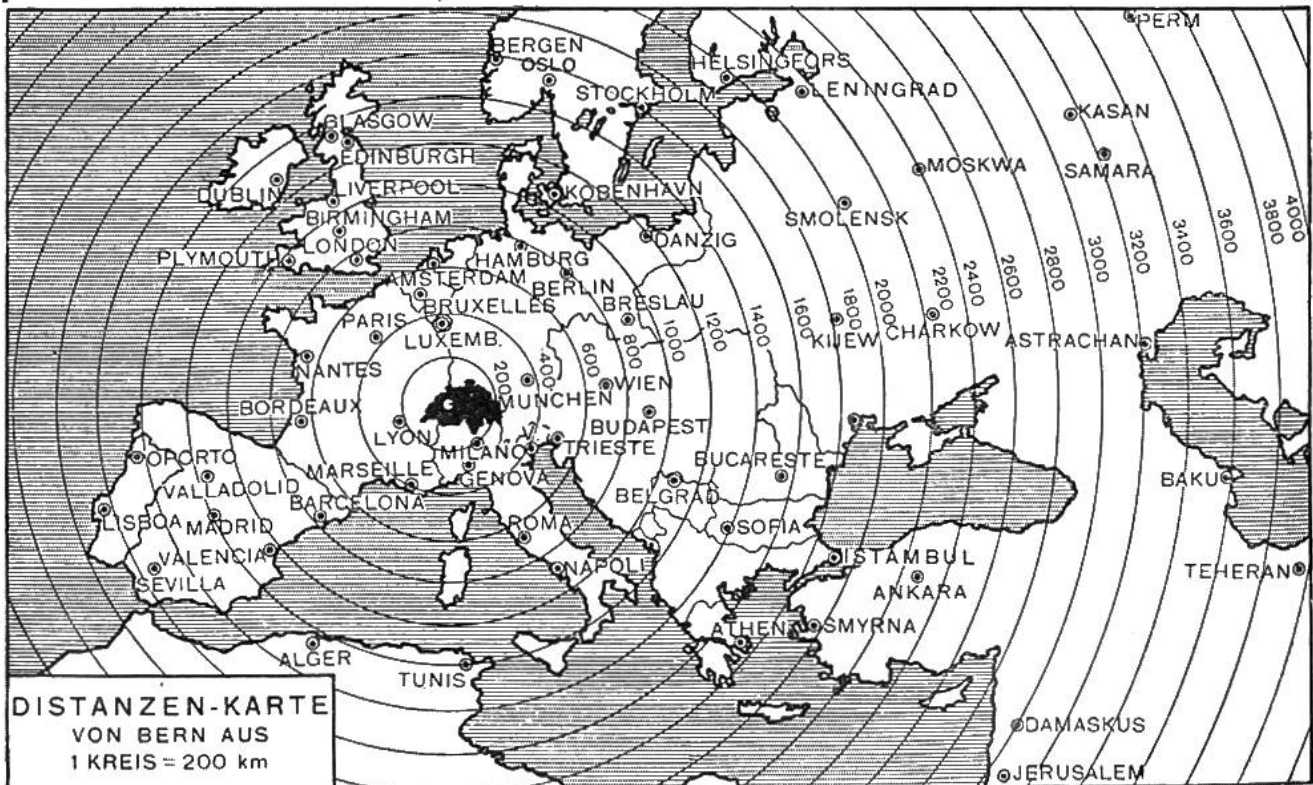 PERM
BERGEN
OSLO
HELSINGFORS
STOCKHOLM
LENINGRAD
KASAN
GLASGOW
EDINBURGH
MOSKWA
SAMARA
DUBLIN
LIVERPOOL
KÖBENHAVN
BIRMINGHAM
SMOLENSK
LONDON
DANZIG
PLYMOUTH
HAMBURG
AMSTERDAM
BERLIN
BRUXELLES
BRESLAU
PARIS
LUXEMB.
KIJEW
CHARKOW
ASTRACHAN
200
400
600
800
1000
1200
1400
1600
1800
2000
2200
2400
2600
2800
3000
3200
3400
3600
3800
4000
NANTES
WIEN
MÜNCHEN
BORDEAUX
BUDAPEST
LYON
MILANO
TRIESTE
OPORTO
MARSEILLE
GENOVA
BUCARESTE
VALLADOLID
BELGRAD
BAKU
BARCELONA
LISBOA
MADRID
ROMA
SOFIA
VALENCIA
ISTAMBUL
SEVILLA
NAPOLI
ANKARA
TEHERAN
ATHEN
SMYRNA
ALGER
TUNIS
DAMASKUS
JERUSALEM
DISTANZEN-KARTE
VON BERN AUS
1 KREIS = 200 km